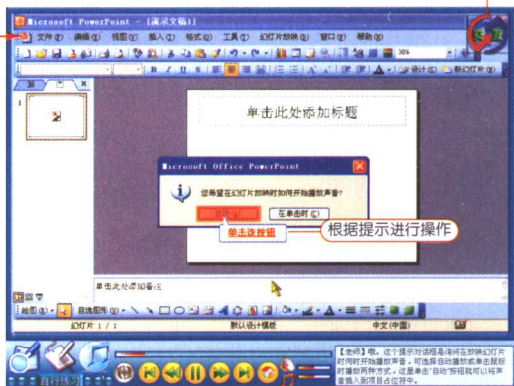 Microsoft PowerPoint - [演示文稿1]
文件(F) 编辑(E) 视图(V) 插入(I) 格式(O) 工具(T) 幻灯片放映(D) 窗口(W) 帮助(H)
38%
设计(S) 新幻灯片(N)
1
单击此处添加标题
Microsoft Office PowerPoint
您希望在幻灯片放映时如何开始播放声音?
在单击时(C)
单击该按钮
根据提示进行操作
单击此处添加备注
绘图(R) 自选图形(U)
幻灯片 1 / 1 默认设计模板 中文(中国)
【老师】哦。这个提示对话框是询问在放映幻灯片
时何时开始播放声音,可选择自动播放或单击鼠标
时播放两种方式,这里单击"自动"按钮就可以将声
音插入到项目占位符中。